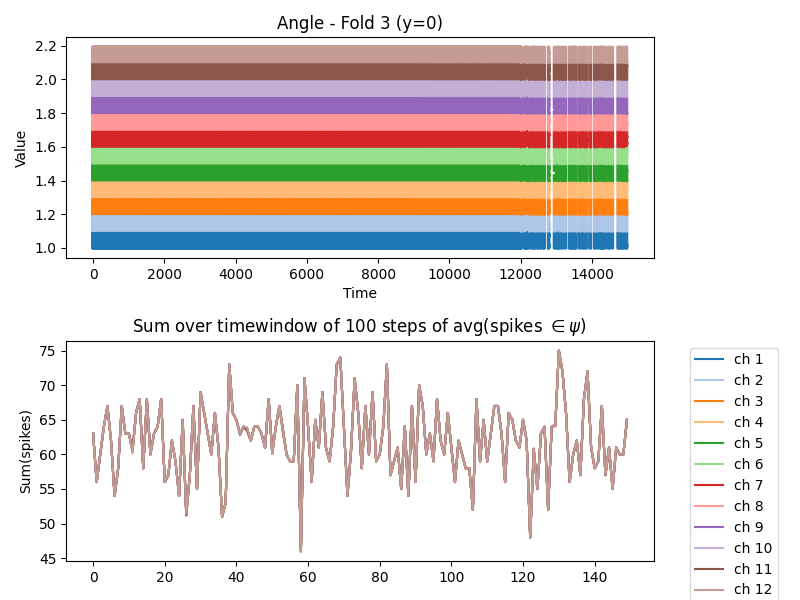 Angle - Fold 3 (y=0)
Value
2.2
2.0
1.8
1.6
1.4
1.2
1.0
0 2000 4000 6000 8000 10000 12000 14000
Time
Sum over timewindow of 100 steps of avg(spikes ∈ ψ)
Sum(spikes)
75
70
65
60
55
50
45
0 20 40 60 80 100 120 140
ch 1
ch 2
ch 3
ch 4
ch 5
ch 6
ch 7
ch 8
ch 9
ch 10
ch 11
ch 12